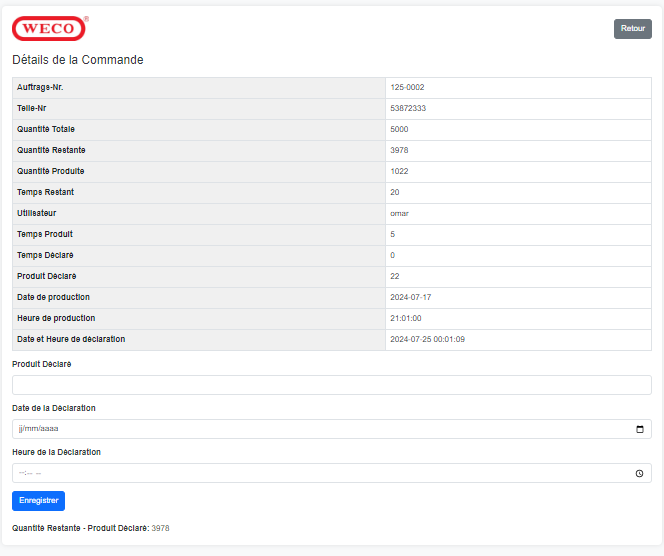 WECO®
Retour
Détails de la Commande
Auftrags-Nr. 125-0002
Teile-Nr 53872333
Quantité Totale 5000
Quantité Restante 3978
Quantité Produite 1022
Temps Restant 20
Utilisateur omar
Temps Produit 5
Temps Déclaré 0
Produit Déclaré 22
Date de production 2024-07-17
Heure de production 21:01:00
Date et Heure de déclaration 2024-07-25 00:01:09
Produit Déclaré
Date de la Déclaration
jj/mm/aaaa
Heure de la Déclaration
--:-- --
Enregistrer
Quantité Restante - Produit Déclaré: 3978